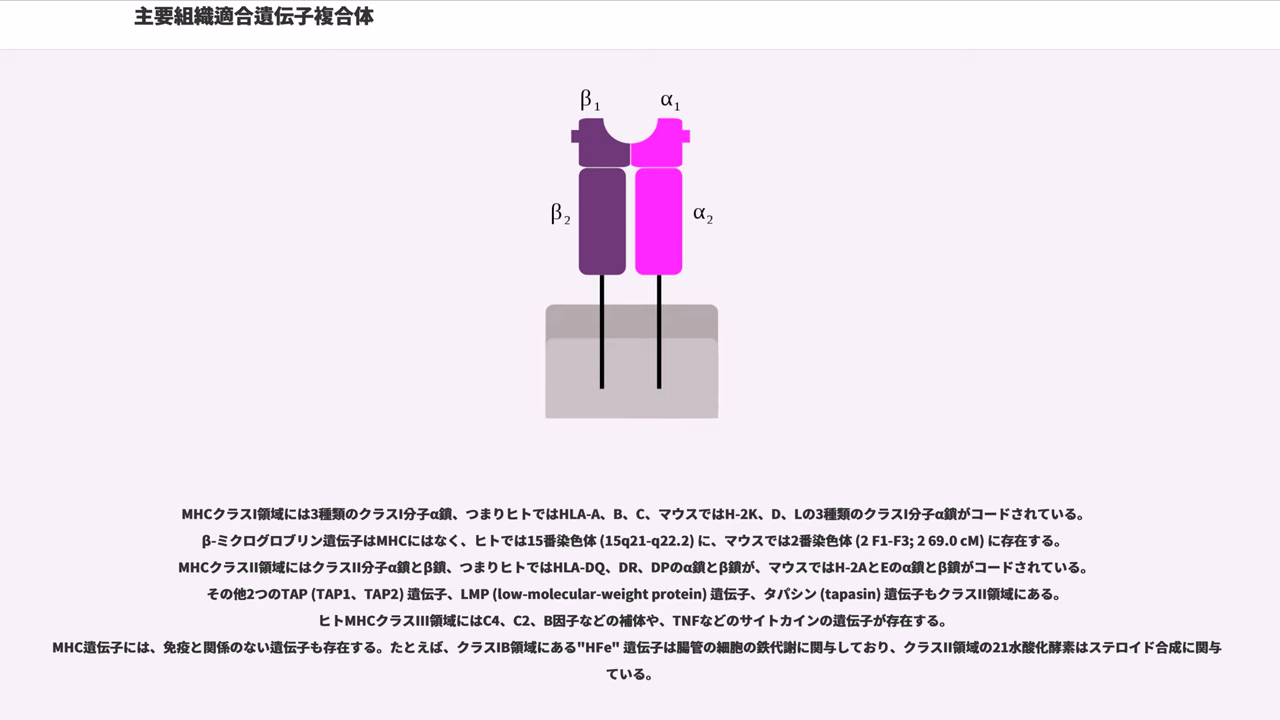 主要組織適合遺伝子複合体
β1 α1
β2 α2
MHCクラスI領域には3種類のクラスI分子α鎖、つまりヒトではHLA-A、B、C、マウスではH-2K、D、Lの3種類のクラスI分子α鎖がコードされている。
β-ミクログロブリン遺伝子はMHCにはなく、ヒトでは15番染色体 (15q21-q22.2) に、マウスでは2番染色体 (2 F1-F3; 2 69.0 cM) に存在する。
MHCクラスII領域にはクラスII分子α鎖とβ鎖、つまりヒトではHLA-DQ、DR、DPのα鎖とβ鎖が、マウスではH-2AとEのα鎖とβ鎖がコードされている。
その他2つのTAP (TAP1、TAP2) 遺伝子、LMP (low-molecular-weight protein) 遺伝子、タパシン (tapasin) 遺伝子もクラスII領域にある。
ヒトMHCクラスIII領域にはC4、C2、B因子などの補体や、TNFなどのサイトカインの遺伝子が存在する。
MHC遺伝子には、免疫と関係のない遺伝子も存在する。たとえば、クラスIB領域にある"HFe" 遺伝子は腸管の細胞の鉄代謝に関与しており、クラスII領域の21水酸化酵素はステロイド合成に関与
ている。